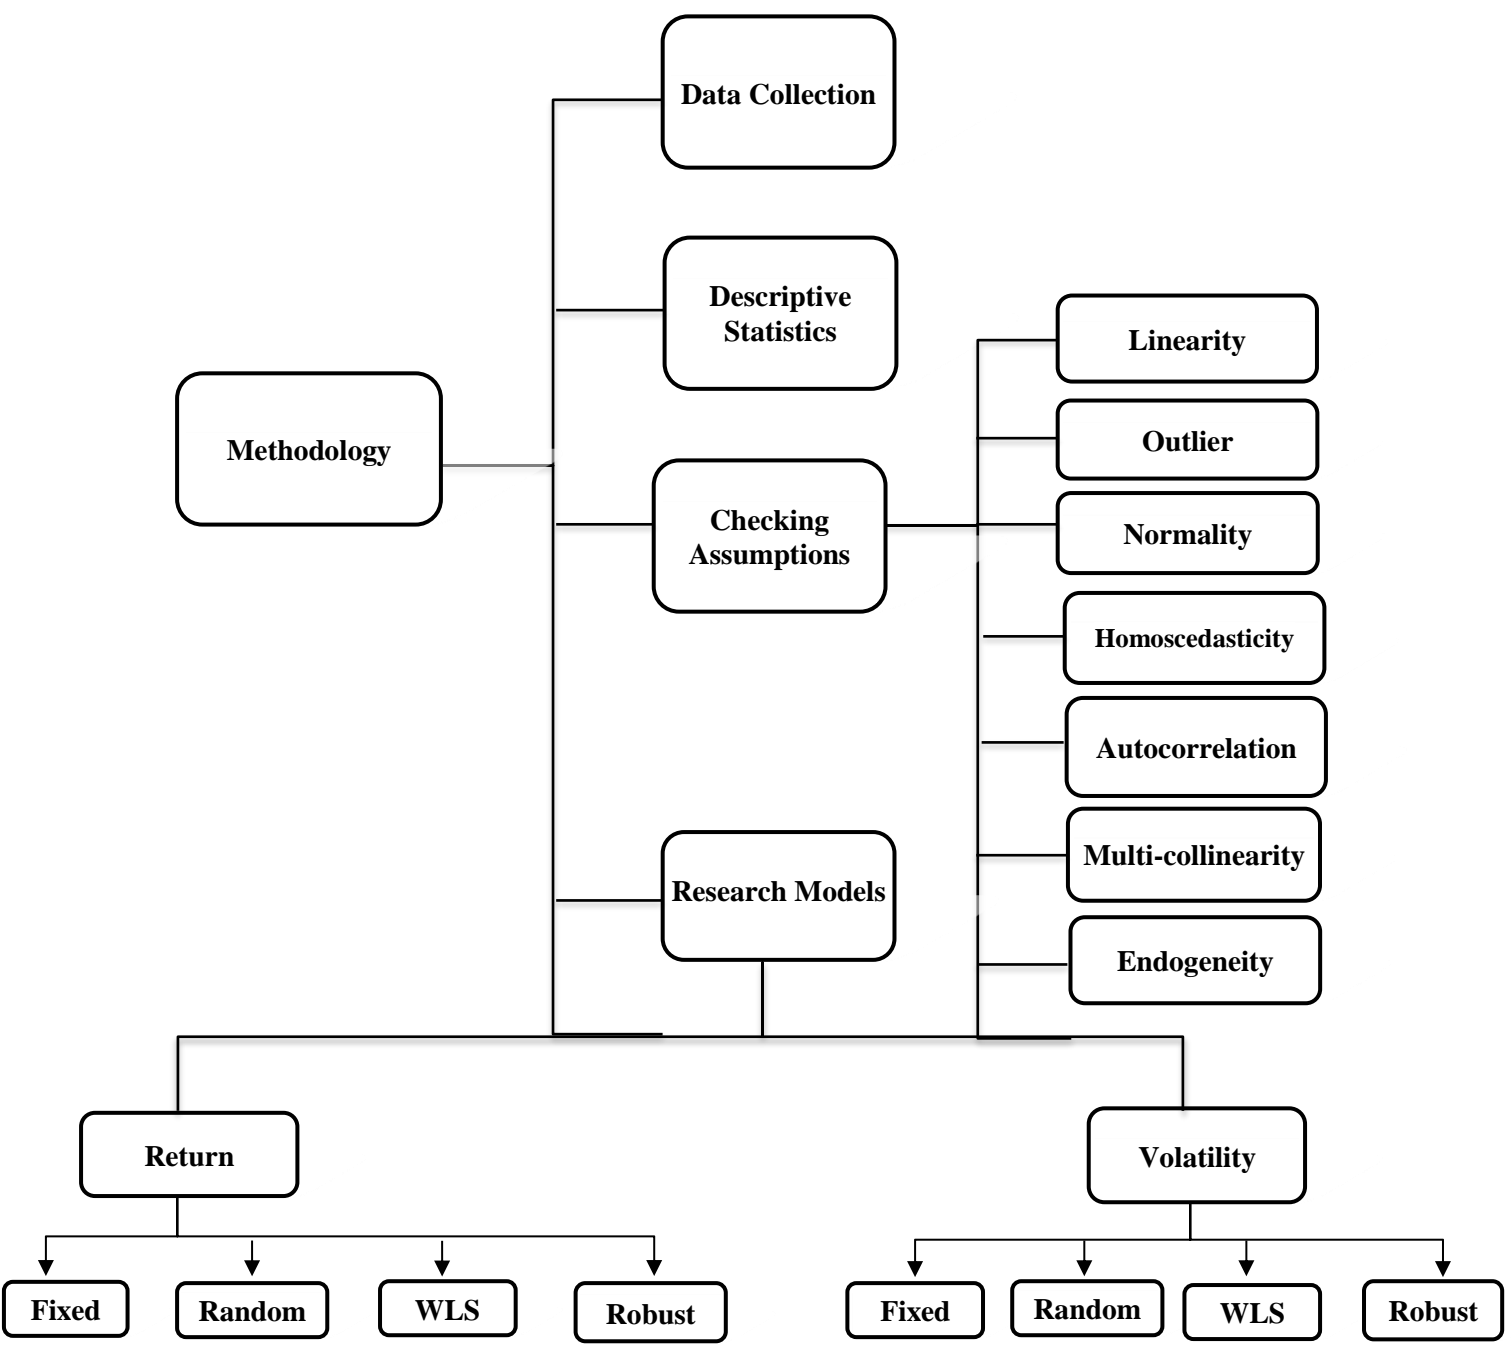 Data Collection
Descriptive
Statistics
Linearity
Outlier
Methodology
Checking
Assumptions
Normality
Homoscedasticity
Autocorrelation
Multi-collinearity
Research Models
Endogeneity
Return
Volatility
Fixed
Random
WLS
Robust
Fixed
Random
WLS
Robust